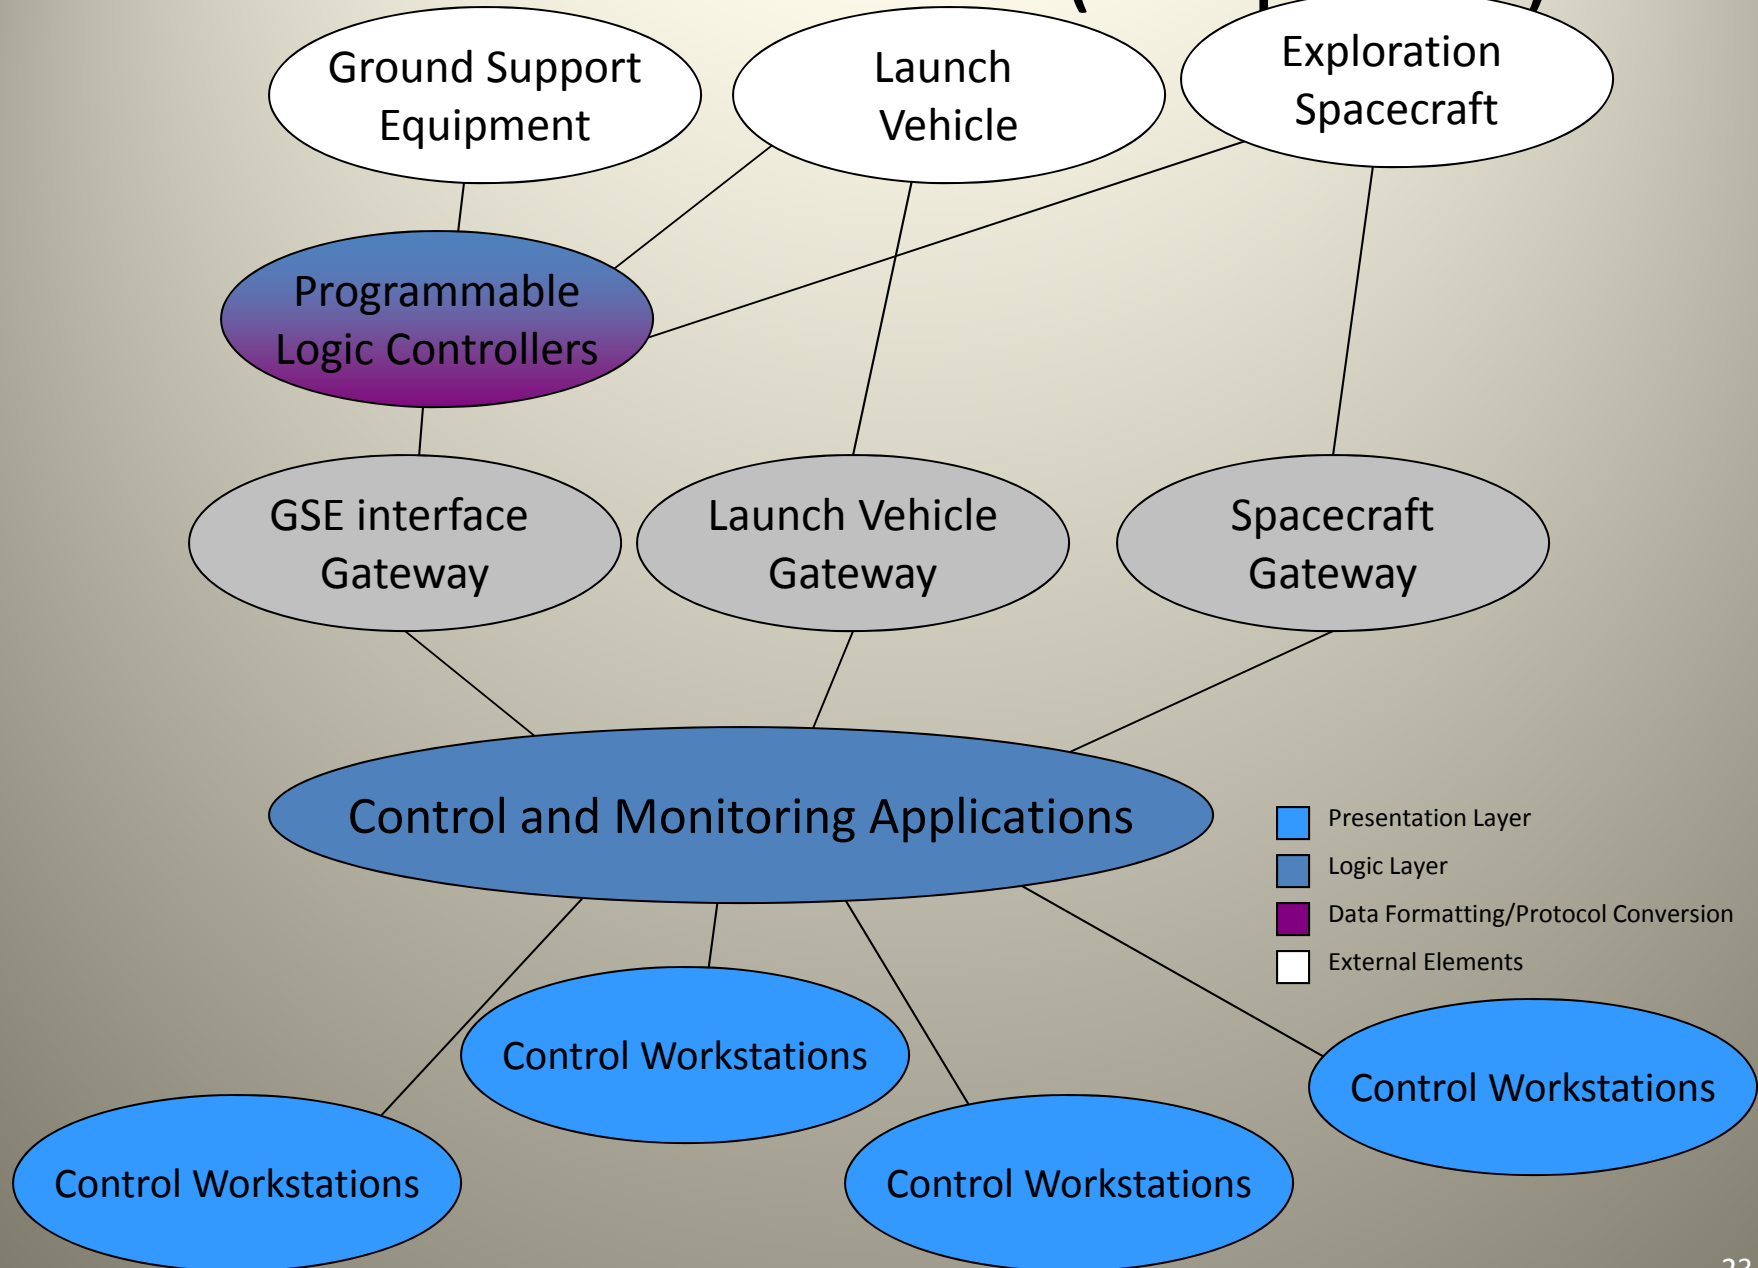 Ground Support
Equipment
Launch
Vehicle
Exploration
Spacecraft
Programmable
Logic Controllers
GSE interface
Gateway
Launch Vehicle
Gateway
Spacecraft
Gateway
Control and Monitoring Applications
Presentation Layer
Logic Layer
Data Formatting/Protocol Conversion
External Elements
Control Workstations
Control Workstations
Control Workstations
Control Workstations